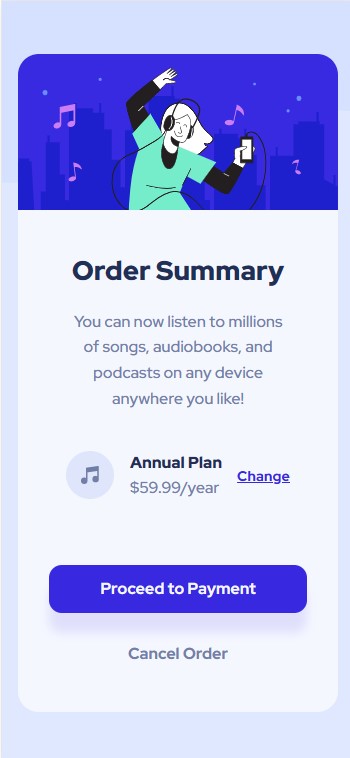 Order Summary
You can now listen to millions
of songs, audiobooks, and
podcasts on any device
anywhere you like!
Annual Plan
$59.99/year
Change
Proceed to Payment
Cancel Order